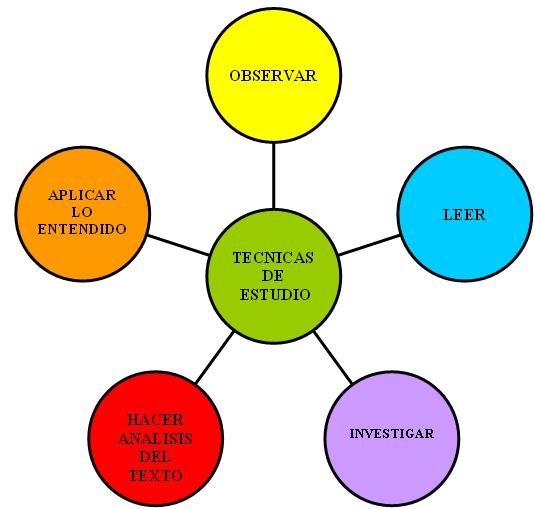 OBSERVAR
LEER
INVESTIGAR
HACER
ANALISIS
DEL
TEXTO
APLICAR
LO
ENTENDIDO
TECNICAS
DE
ESTUDIO